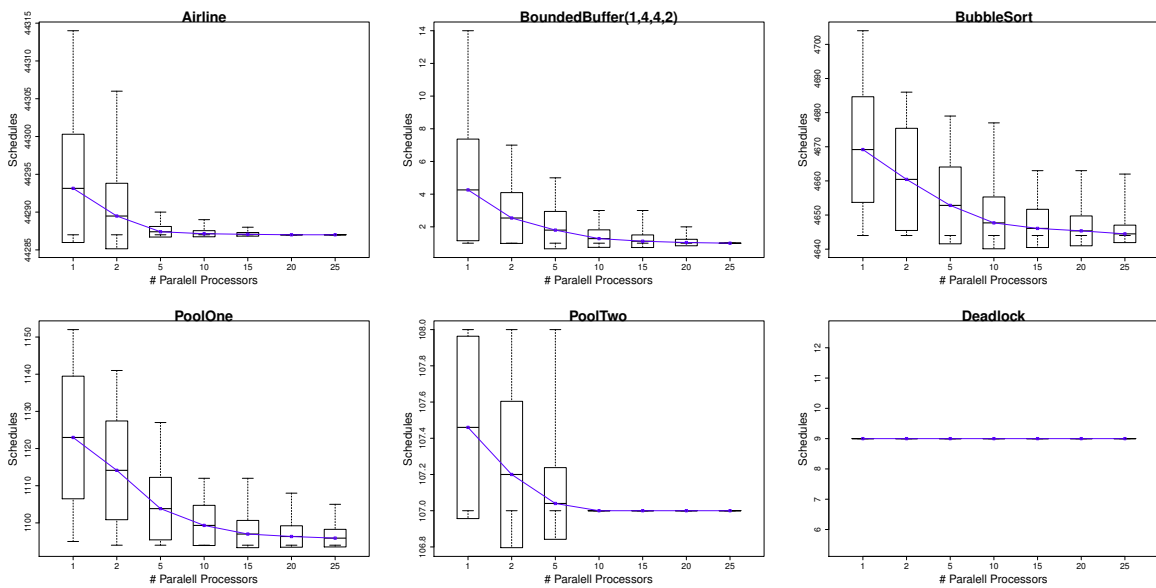 Airline
BoundedBuffer(1,4,4,2)
BubbleSort
Schedules
44285
44290
44295
44300
44305
44310
44315
1 2 5 10 15 20 25
# Paralell Processors
Schedules
2
4
6
8
10
12
14
1 2 5 10 15 20 25
# Paralell Processors
Schedules
4640
4650
4660
4670
4680
4690
4700
1 2 5 10 15 20 25
# Paralell Processors
PoolOne
PoolTwo
Deadlock
Schedules
1100
1110
1120
1130
1140
1150
1 2 5 10 15 20 25
# Paralell Processors
Schedules
106.8
107.0
107.2
107.4
107.6
107.8
108.0
1 2 5 10 15 20 25
# Paralell Processors
Schedules
6
7
8
9
10
11
12
1 2 5 10 15 20 25
# Paralell Processors